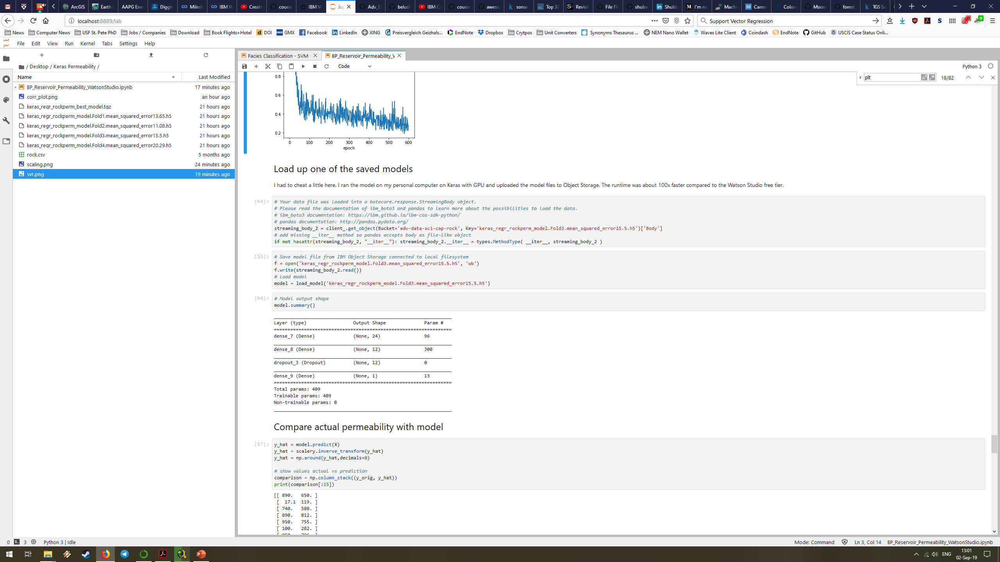 ArcGIS
Earth
AAPG Ene
Diggin
Milest
IBM W
Create
course
IBM W
Jup
Adv_D
belush
IBM C
course
aweso
sonar
Top 30
Revisit
File Fir
shuba
Shubh
I'm no
Machi
Career
Colora
Moose
forest_
TGS Sa
localhost:8889/lab
Support Vector Regression
News Computer News USF St. Pete PhD Jobs / Companies Download Book Flights+Hotel DOI GMX Facebook LinkedIn XING Preisvergleich Geizhals... EndNote Dropbox Crytpos Unit Converters Synonyms Thesaurus ... NEM Nano Wallet Waves Lite Client Coindash EndNote GitHub USCIS Case Status Onli...
File Edit View Run Kernel Tabs Settings Help
/ Desktop / Keras Permeability /
Name Last Modified
BP_Reservoir_Permeability_WatsonStudio.ipynb 17 minutes ago
corr_plot.png an hour ago
keras_regr_rockperm_best_model.tgz 21 hours ago
keras_regr_rockperm_model.Fold1.mean_squared_error13.65.h5 21 hours ago
keras_regr_rockperm_model.Fold2.mean_squared_error11.08.h5 21 hours ago
keras_regr_rockperm_model.Fold3.mean_squared_error15.5.h5 21 hours ago
keras_regr_rockperm_model.Fold4.mean_squared_error20.29.h5 21 hours ago
rock.csv 5 months ago
scaling.png 24 minutes ago
svr.png 19 minutes ago
Facies Classification - SVM BP_Reservoir_Permeability_W
Code Python 3
plt 18/82
0.8
0.6
0.4
0.2
0 100 200 300 400 500 600
epoch
Load up one of the saved models
I had to cheat a little here. I ran the model on my personal computer on Keras with GPU and uploaded the model files to Object Storage. The runtime was about 100x faster compared to the Watson Studio free tier.
[54]: # Your data file was loaded into a botocore.response.StreamingBody object.
# Please read the documentation of ibm_boto3 and pandas to learn more about the possibilities to load the data.
# ibm_boto3 documentation: https://ibm.github.io/ibm-cos-sdk-python/
# pandas documentation: http://pandas.pydata.org/
streaming_body_2 = client_.get_object(Bucket='adv-data-sci-cap-rock', Key='keras_regr_rockperm_model.Fold3.mean_squared_error15.5.h5')['Body']
# add missing __iter__ method so pandas accepts body as file-like object
if not hasattr(streaming_body_2, "__iter__"): streaming_body_2.__iter__ = types.MethodType( __iter__, streaming_body_2 )
[55]: # Save model file from IBM Object Storage connected to local filesystem
f = open('keras_regr_rockperm_model.Fold3.mean_squared_error15.5.h5', 'wb')
f.write(streaming_body_2.read())
# Load model
model = load_model('keras_regr_rockperm_model.Fold3.mean_squared_error15.5.h5')
[56]: # Model output shape
model.summary()
Layer (type) Output Shape Param #
=================================================================
dense_7 (Dense) (None, 24) 96
dense_8 (Dense) (None, 12) 300
dropout_3 (Dropout) (None, 12) 0
dense_9 (Dense) (None, 1) 13
=================================================================
Total params: 409
Trainable params: 409
Non-trainable params: 0
Compare actual permeability with model
[57]: y_hat = model.predict(X)
y_hat = scalery.inverse_transform(y_hat)
y_hat = np.around(y_hat,decimals=0)
# show values actual vs prediction
comparison = np.column_stack((y_orig, y_hat))
print(comparison[:15])
[[ 890. 650. ]
[ 17.1 119. ]
[ 740. 580. ]
[ 890. 812. ]
[ 950. 755. ]
[ 100. 282. ]
0 3 Python 3 | Idle Mode: Command Ln 3, Col 14 BP_Reservoir_Permeability_WatsonStudio.ipynb
ENG 13:01
02-Sep-19